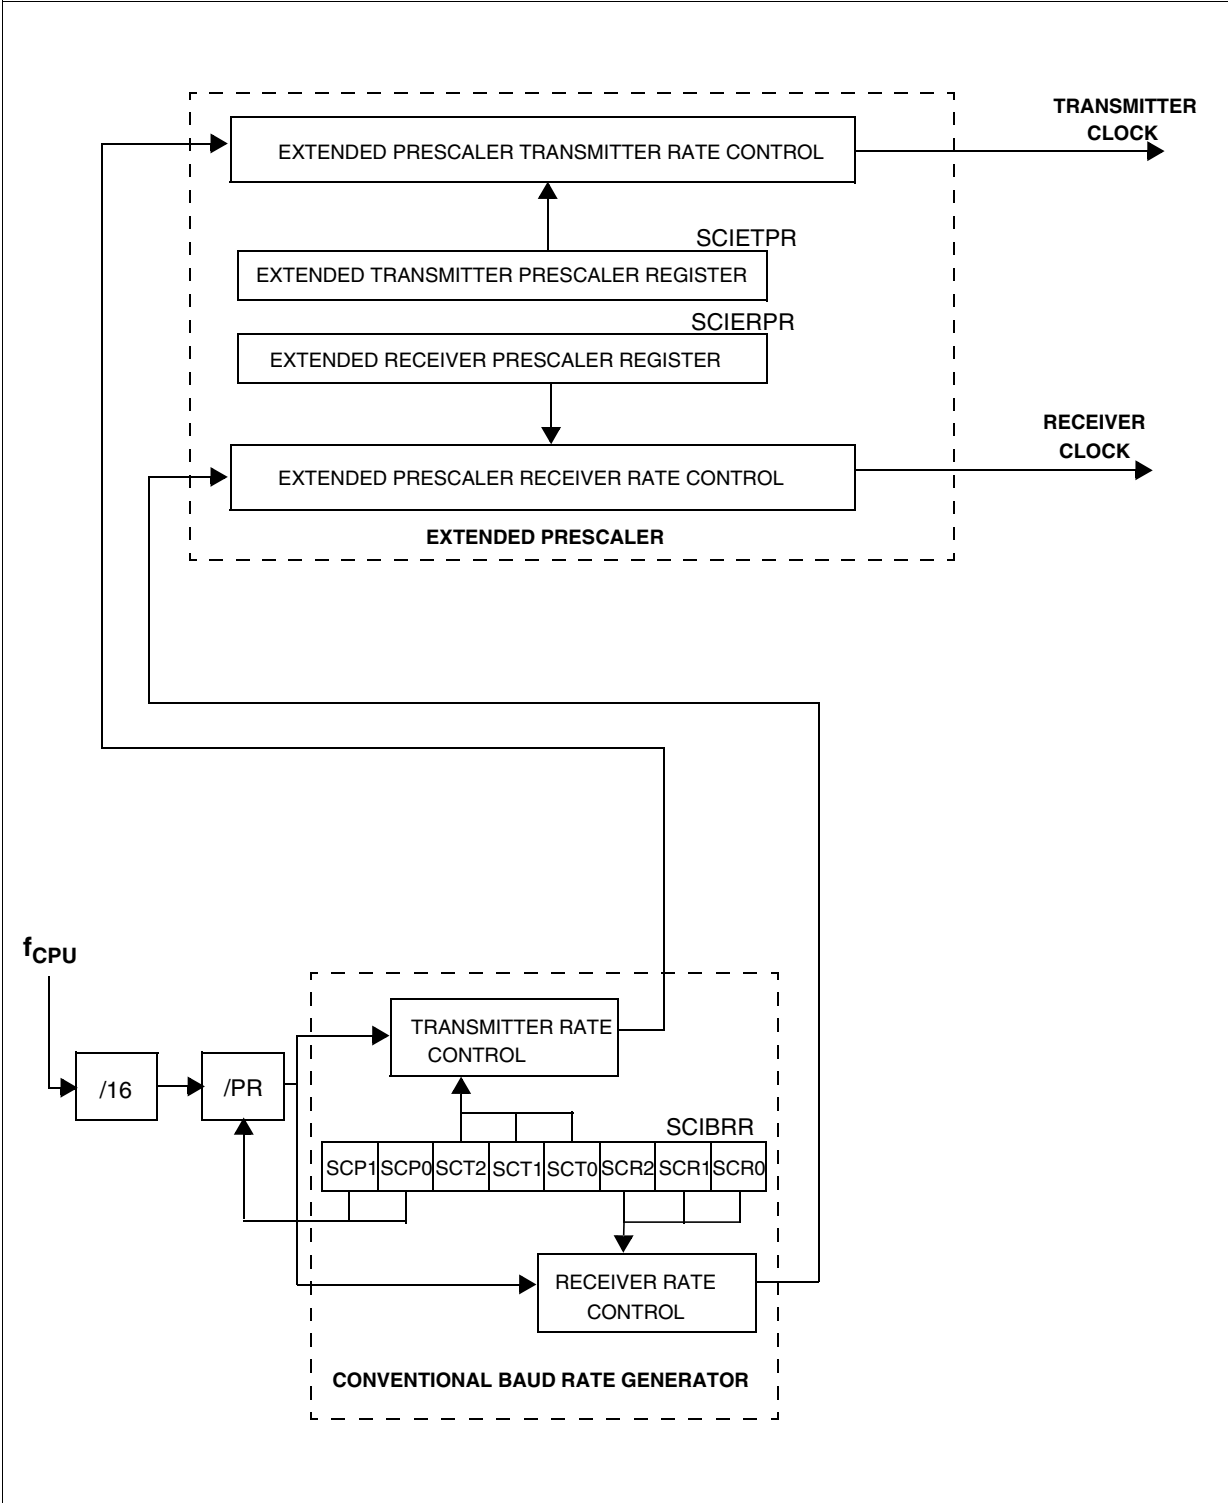 TRANSMITTER
CLOCK
EXTENDED PRESCALER TRANSMITTER RATE CONTROL
SCIETPR
EXTENDED TRANSMITTER PRESCALER REGISTER
SCIERPR
EXTENDED RECEIVER PRESCALER REGISTER
RECEIVER
CLOCK
EXTENDED PRESCALER RECEIVER RATE CONTROL
EXTENDED PRESCALER
fCPU
TRANSMITTER RATE
CONTROL
/16
/PR
SCIBRR
SCP1 SCP0 SCT2 SCT1 SCT0 SCR2 SCR1 SCR0
RECEIVER RATE
CONTROL
CONVENTIONAL BAUD RATE GENERATOR